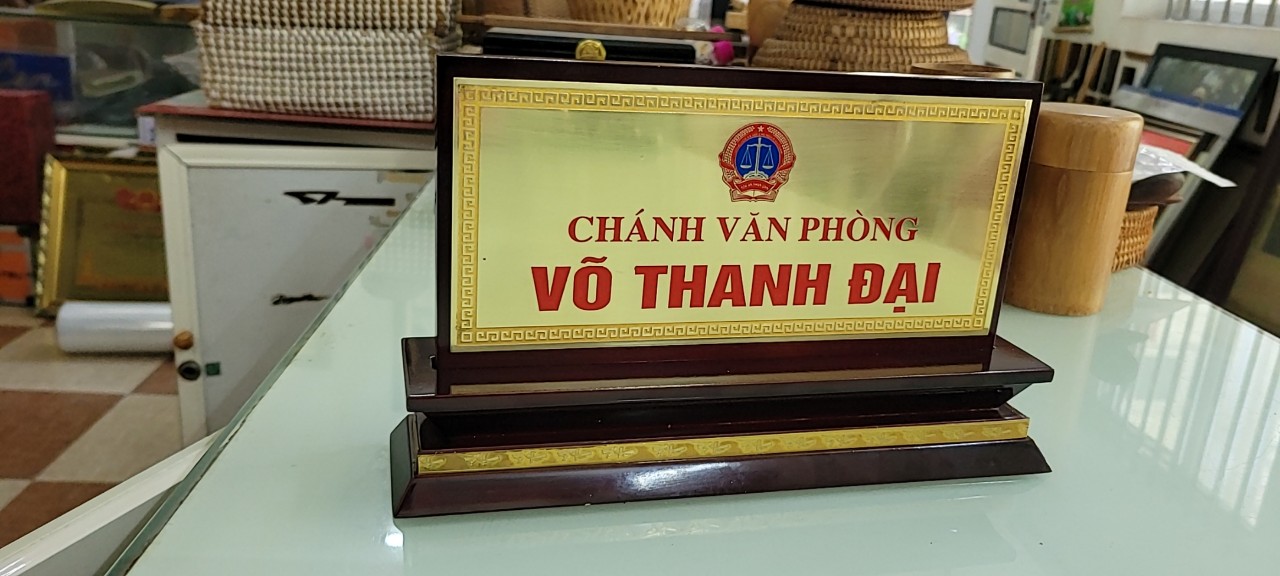 CHÁNH VĂN PHÒNG
VÕ THANH ĐẠI